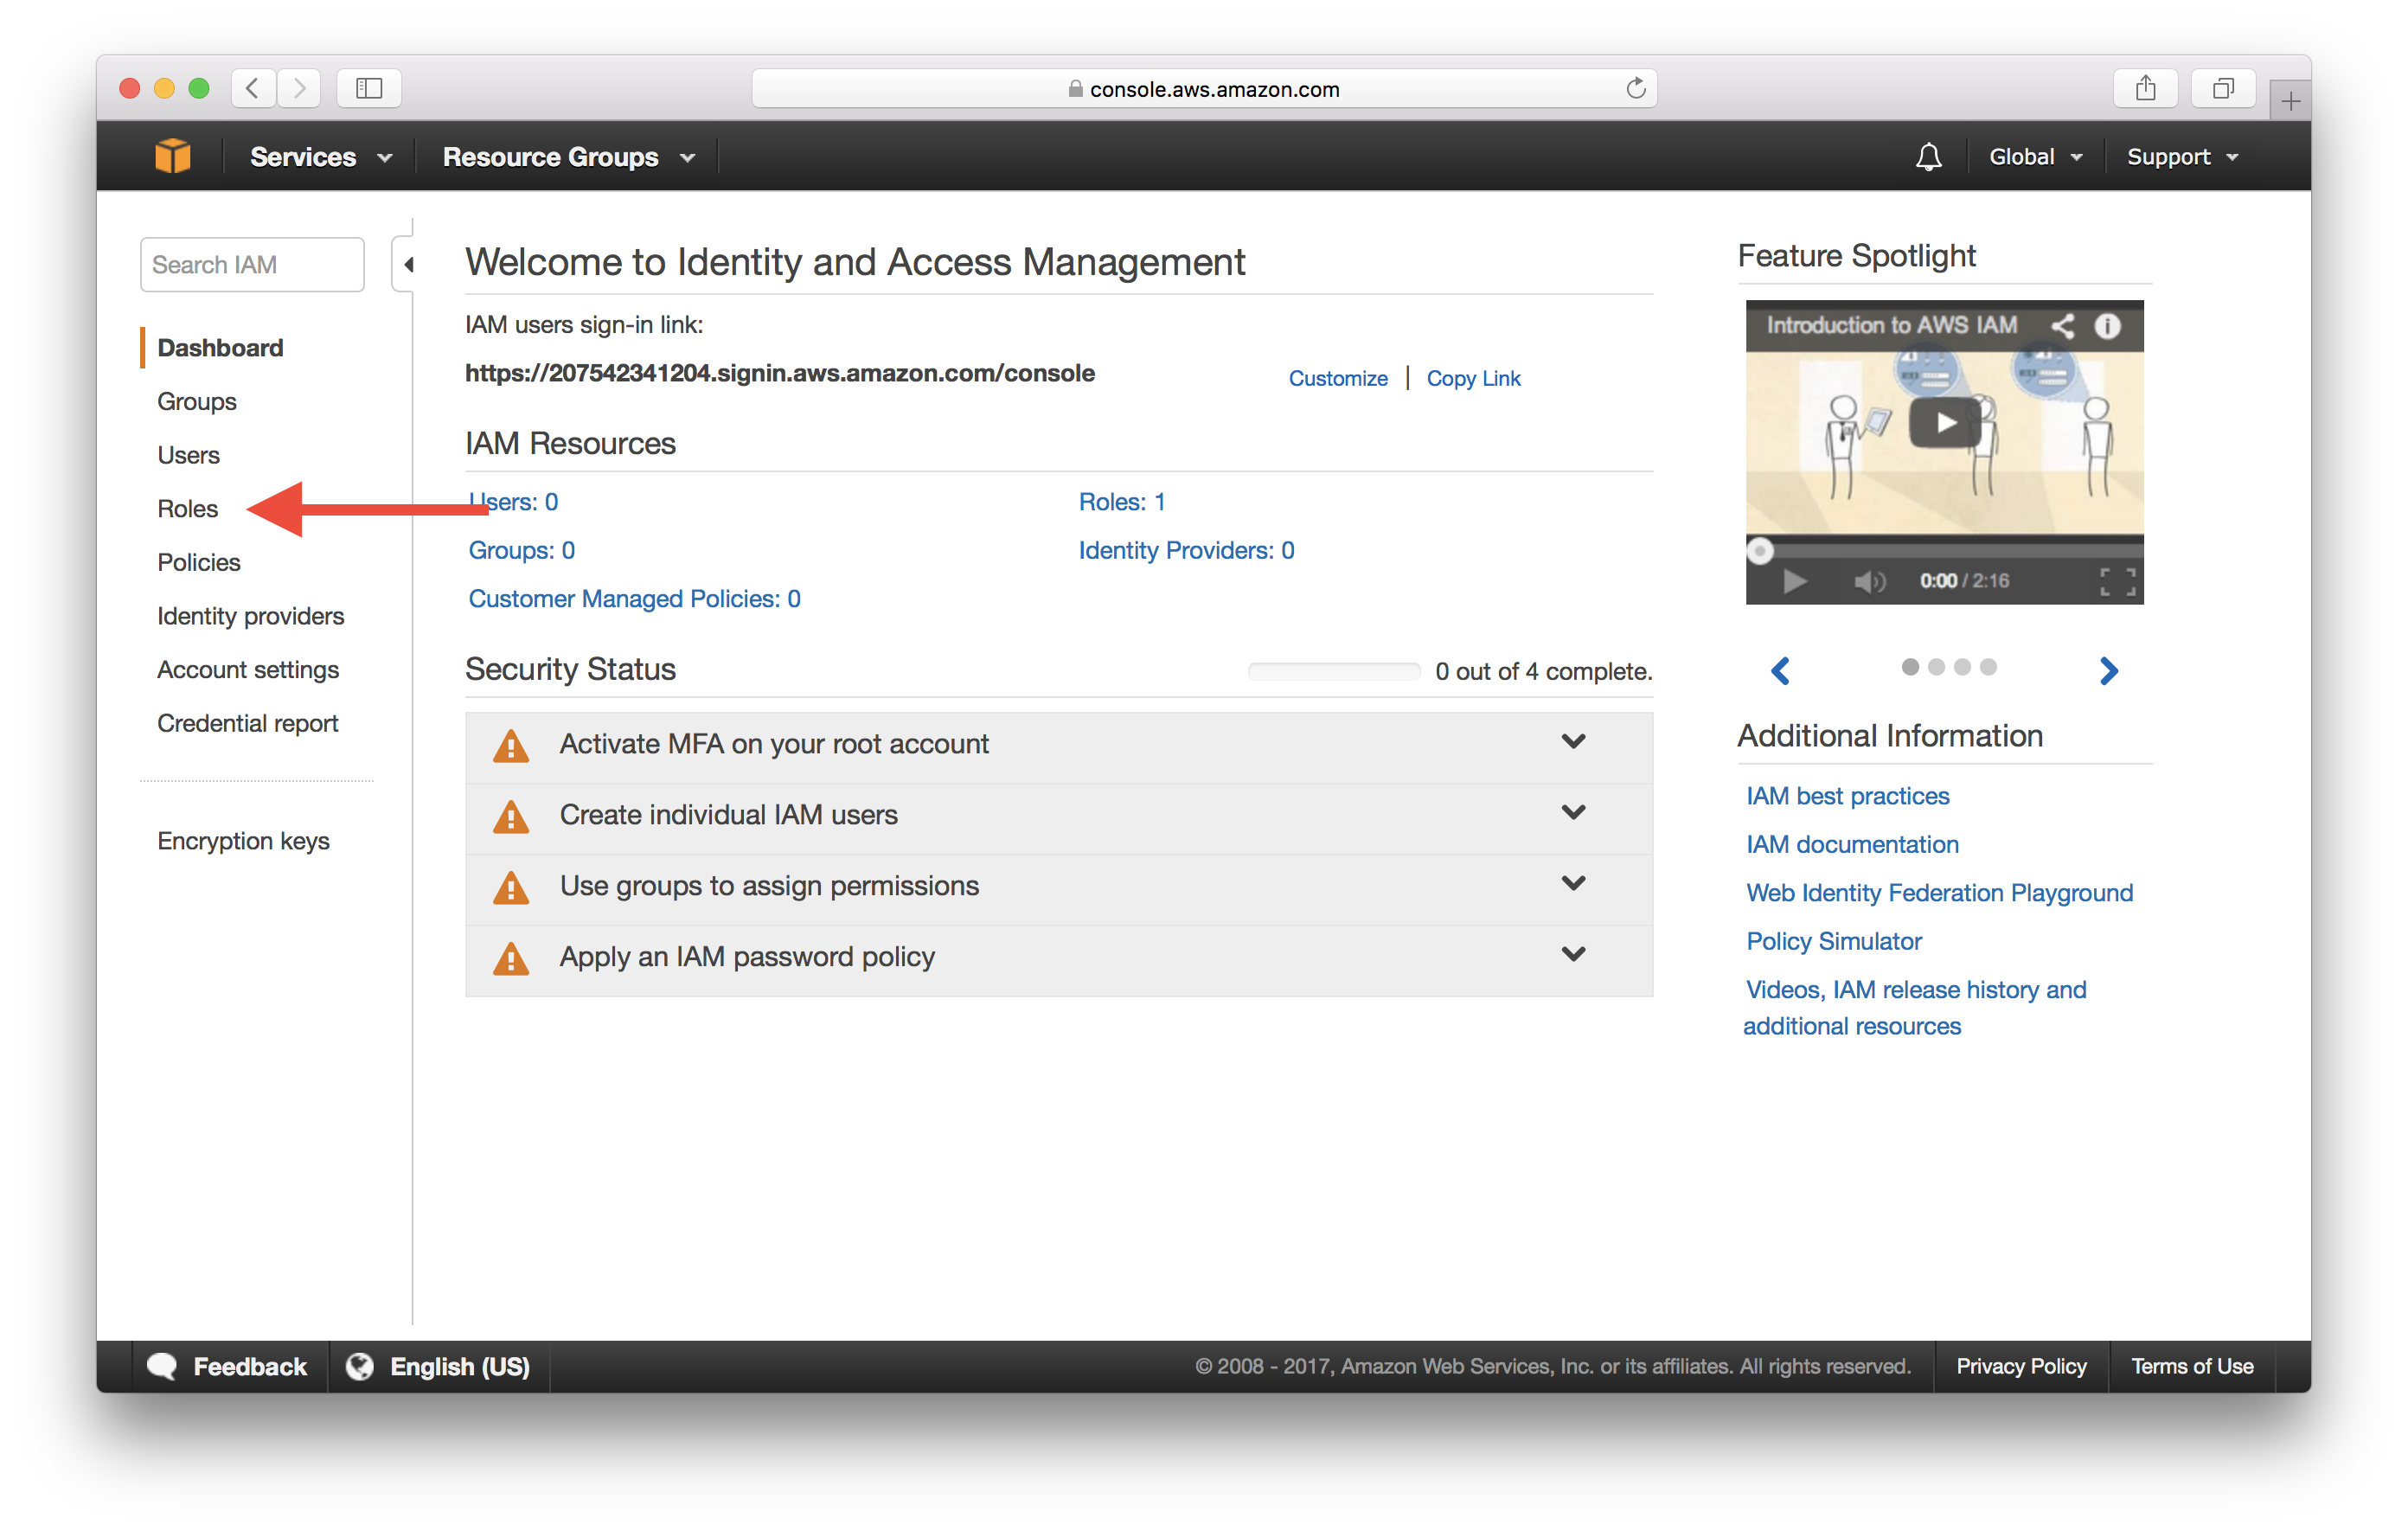 console.aws.amazon.com
Services
Resource Groups
Global
Support
Search IAM
Dashboard
Groups
Users
Roles
Policies
Identity providers
Account settings
Credential report
Encryption keys
Welcome to Identity and Access Management
IAM users sign-in link:
https://207542341204.signin.aws.amazon.com/console
Customize | Copy Link
IAM Resources
Users: 0
Roles: 1
Groups: 0
Identity Providers: 0
Customer Managed Policies: 0
Security Status
0 out of 4 complete.
Activate MFA on your root account
Create individual IAM users
Use groups to assign permissions
Apply an IAM password policy
Feature Spotlight
Introduction to AWS IAM
0:00 / 2:16
Additional Information
IAM best practices
IAM documentation
Web Identity Federation Playground
Policy Simulator
Videos, IAM release history and
additional resources
Feedback
English (US)
© 2008 - 2017, Amazon Web Services, Inc. or its affiliates. All rights reserved.
Privacy Policy
Terms of Use